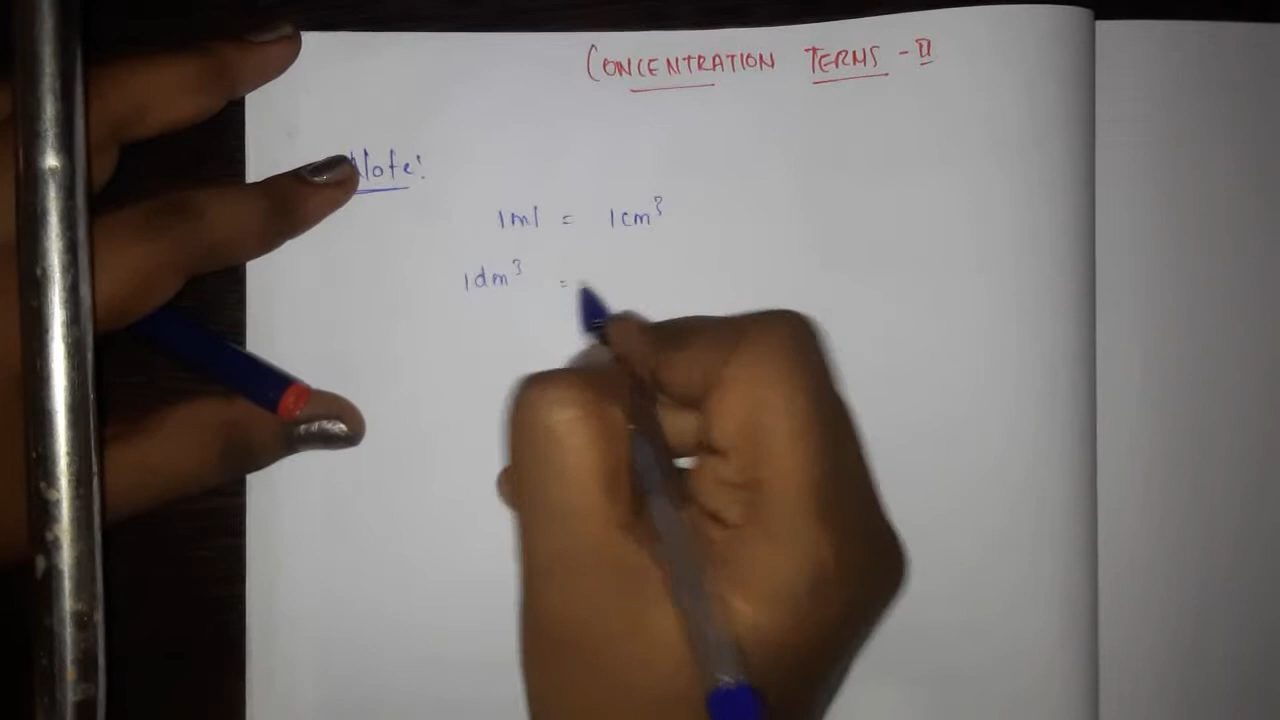 CONCENTRATION TERMS - II
Note:
1ml = 1cm³
1dm³ =